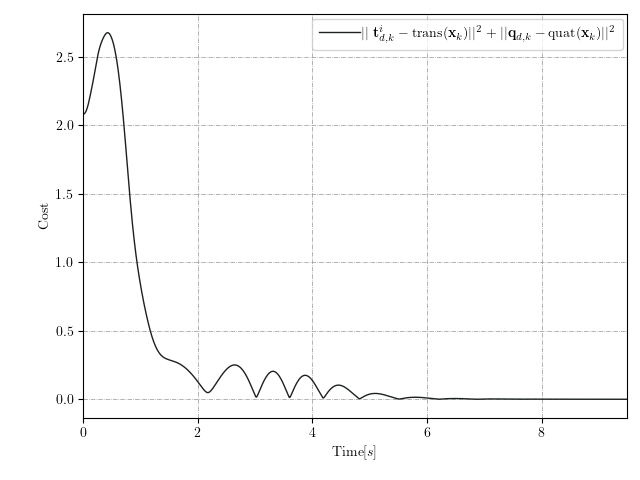 || t^i_{d,k} − trans(x_k)||^2 + ||q_{d,k} − quat(x_k)||^2
2.5
2.0
1.5
1.0
0.5
0.0
Cost
0 2 4 6 8
Time[s]